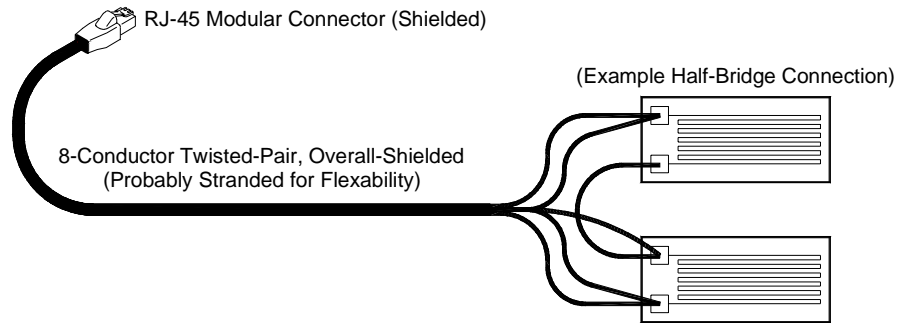 RJ-45 Modular Connector (Shielded)
(Example Half-Bridge Connection)
8-Conductor Twisted-Pair, Overall-Shielded
(Probably Stranded for Flexability)